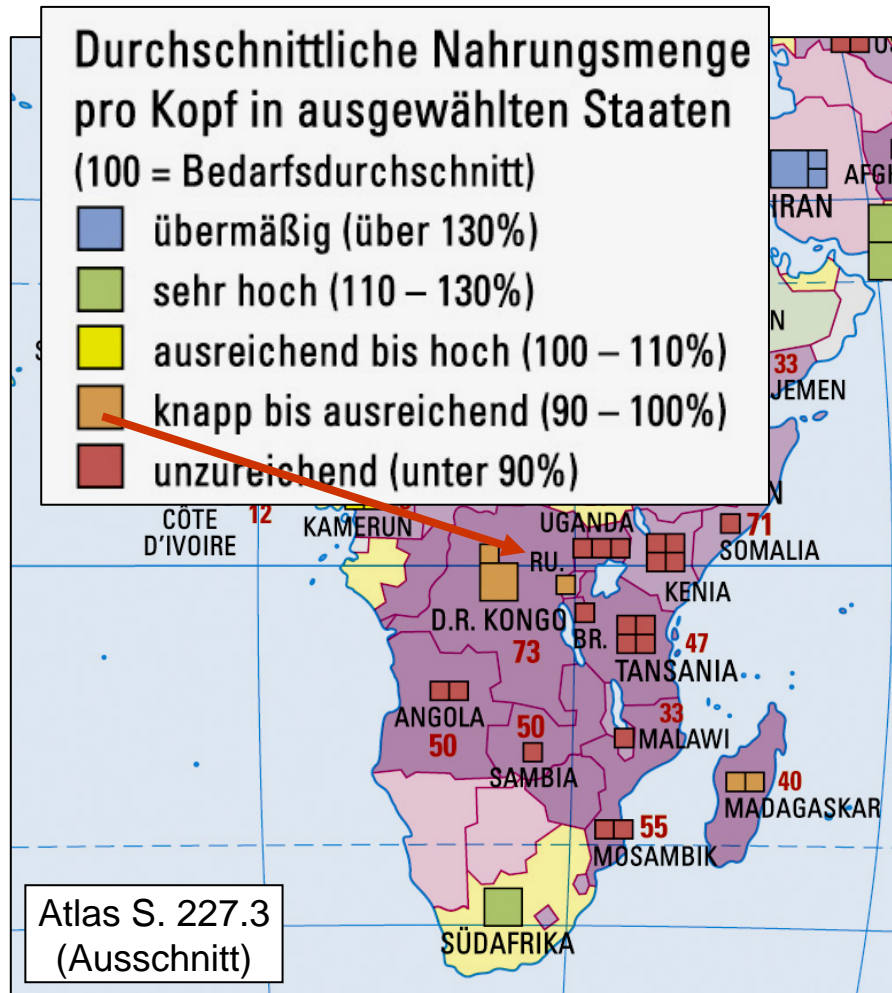 Durchschnittliche Nahrungsmenge
pro Kopf in ausgewählten Staaten
(100 = Bedarfsdurchschnitt)
übermäßig (über 130%)
sehr hoch (110 – 130%)
ausreichend bis hoch (100 – 110%)
knapp bis ausreichend (90 – 100%)
unzureichend (unter 90%)
IRAN
33
JEMEN
12
CÔTE
D'IVOIRE
KAMERUN
UGANDA
71
SOMALIA
RU.
KENIA
D.R. KONGO
BR.
73
47
TANSANIA
ANGOLA
50
50
SAMBIA
33
MALAWI
40
MADAGASKAR
55
MOSAMBIK
SÜDAFRIKA
Atlas S. 227.3
(Ausschnitt)